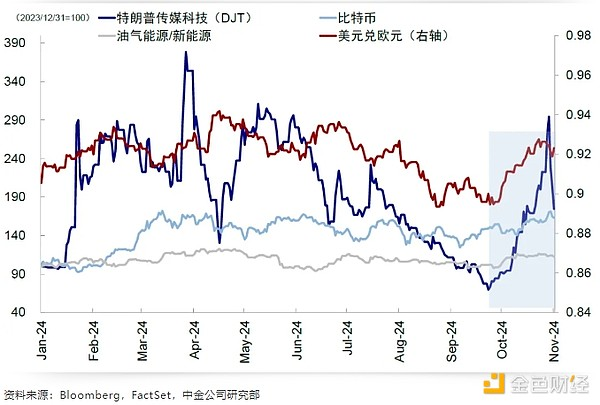 (2023/12/31=100)
特朗普传媒科技（DJT）
比特币
油气能源/新能源
美元兑欧元（右轴）
390
340
290
240
190
140
90
40
0.98
0.96
0.94
0.92
0.9
0.88
0.86
0.84
Jan-24
Feb-24
Mar-24
Apr-24
May-24
Jun-24
Jul-24
Aug-24
Sep-24
Oct-24
Nov-24
资料来源：Bloomberg，FactSet，中金公司研究部
金色财经